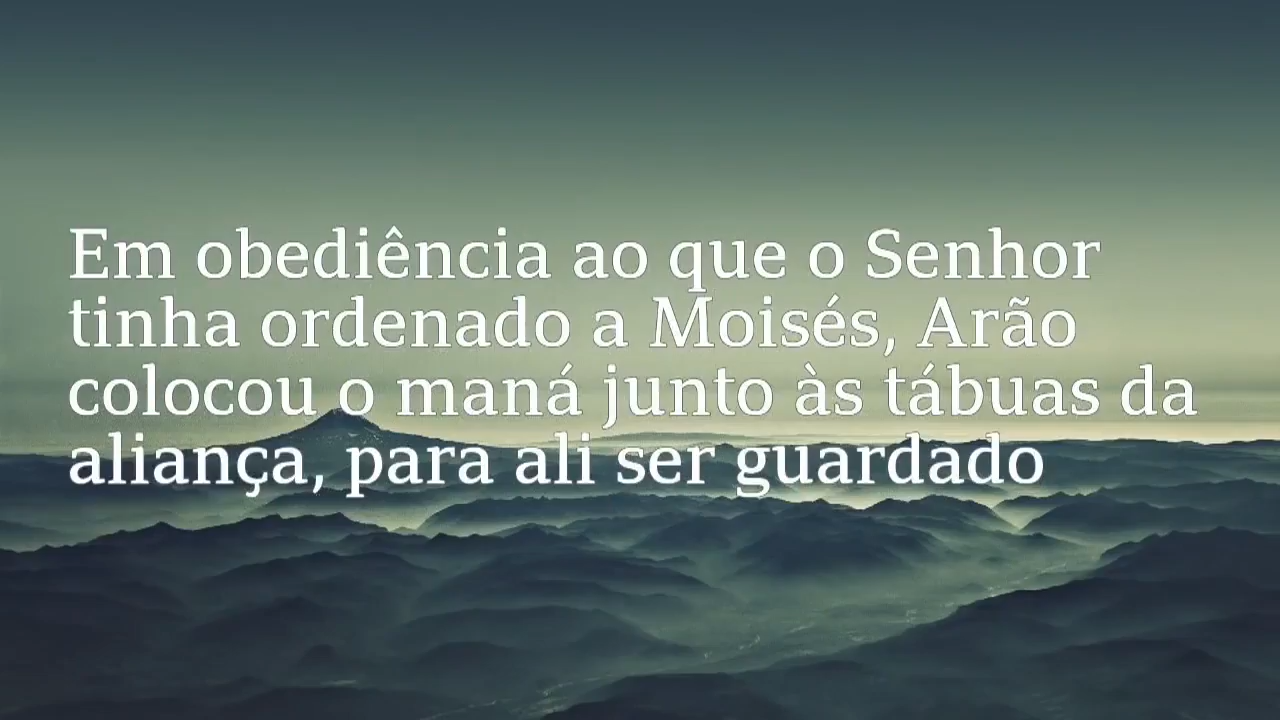 Em obediência ao que o Senhor
tinha ordenado a Moisés, Arão
colocou o maná junto às tábuas da
aliança, para ali ser guardado